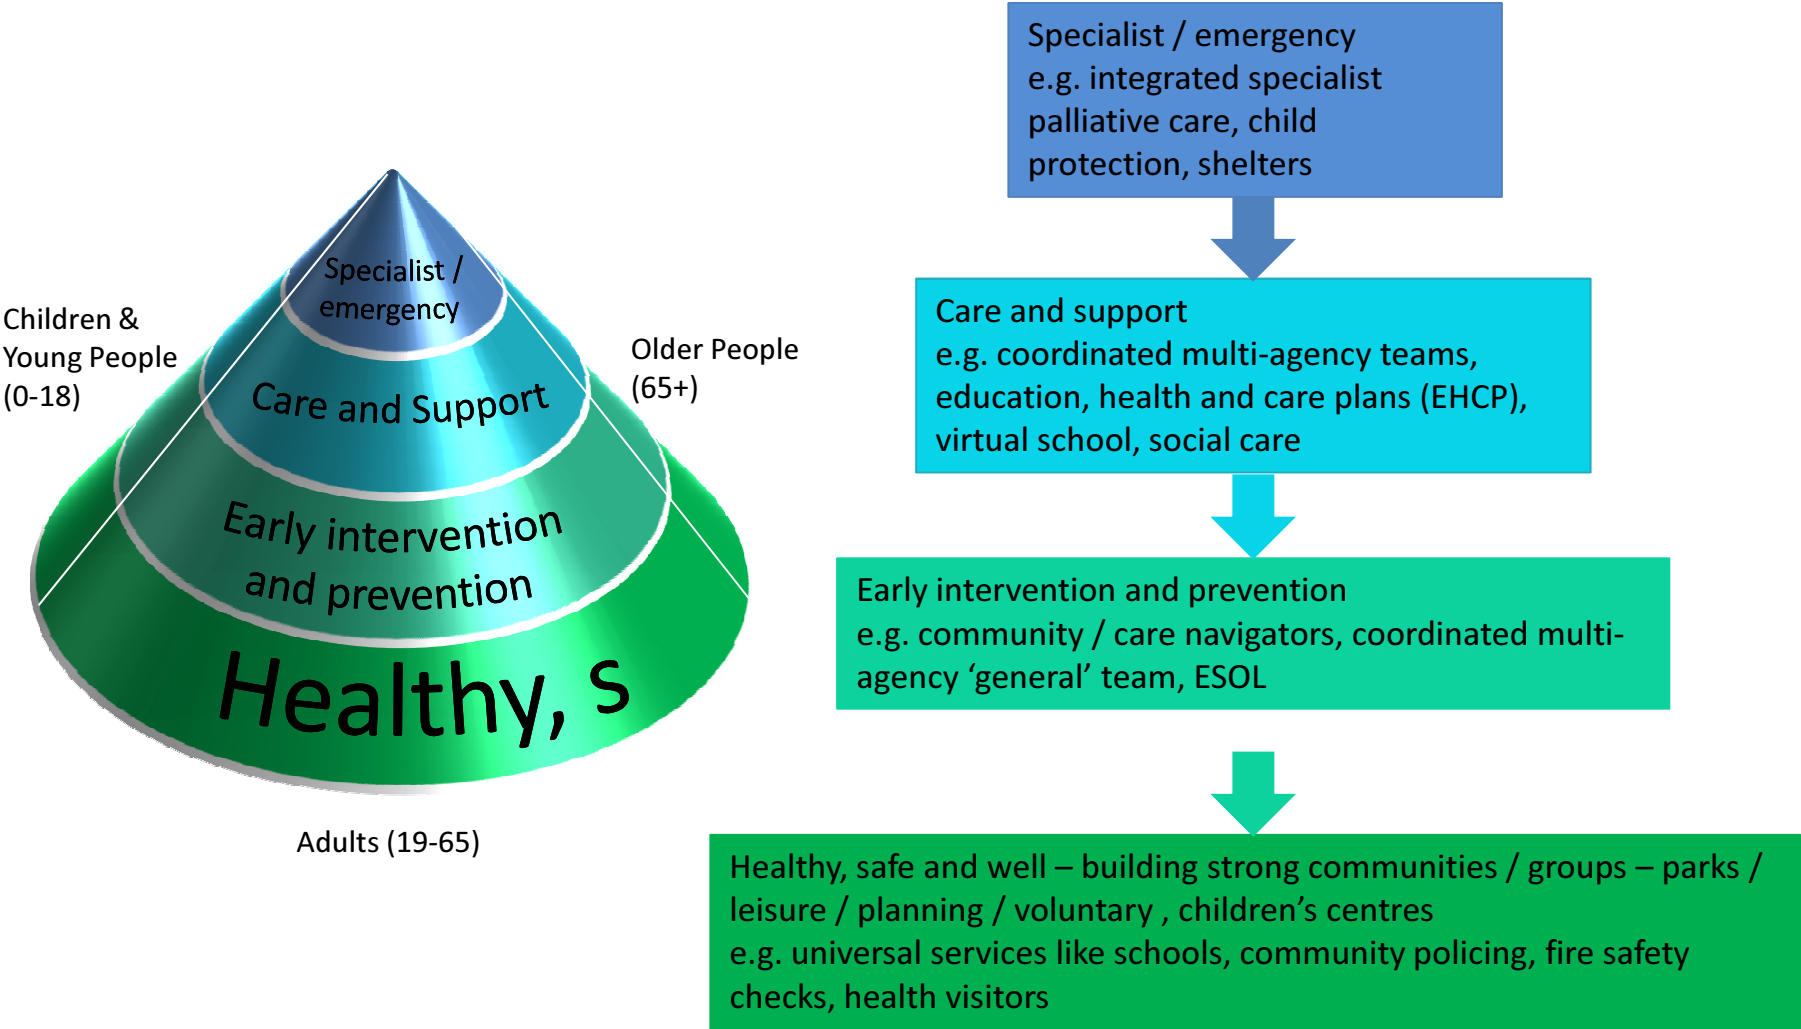 Specialist / emergency
e.g. integrated specialist
palliative care, child
protection, shelters
Specialist /
emergency
Children &
Young People
(0-18)
Older People
(65+)
Care and Support
Early intervention
and prevention
Healthy, s
Adults (19-65)
Care and support
e.g. coordinated multi-agency teams,
education, health and care plans (EHCP),
virtual school, social care
Early intervention and prevention
e.g. community / care navigators, coordinated multi-
agency ‘general’ team, ESOL
Healthy, safe and well – building strong communities / groups – parks /
leisure / planning / voluntary , children’s centres
e.g. universal services like schools, community policing, fire safety
checks, health visitors